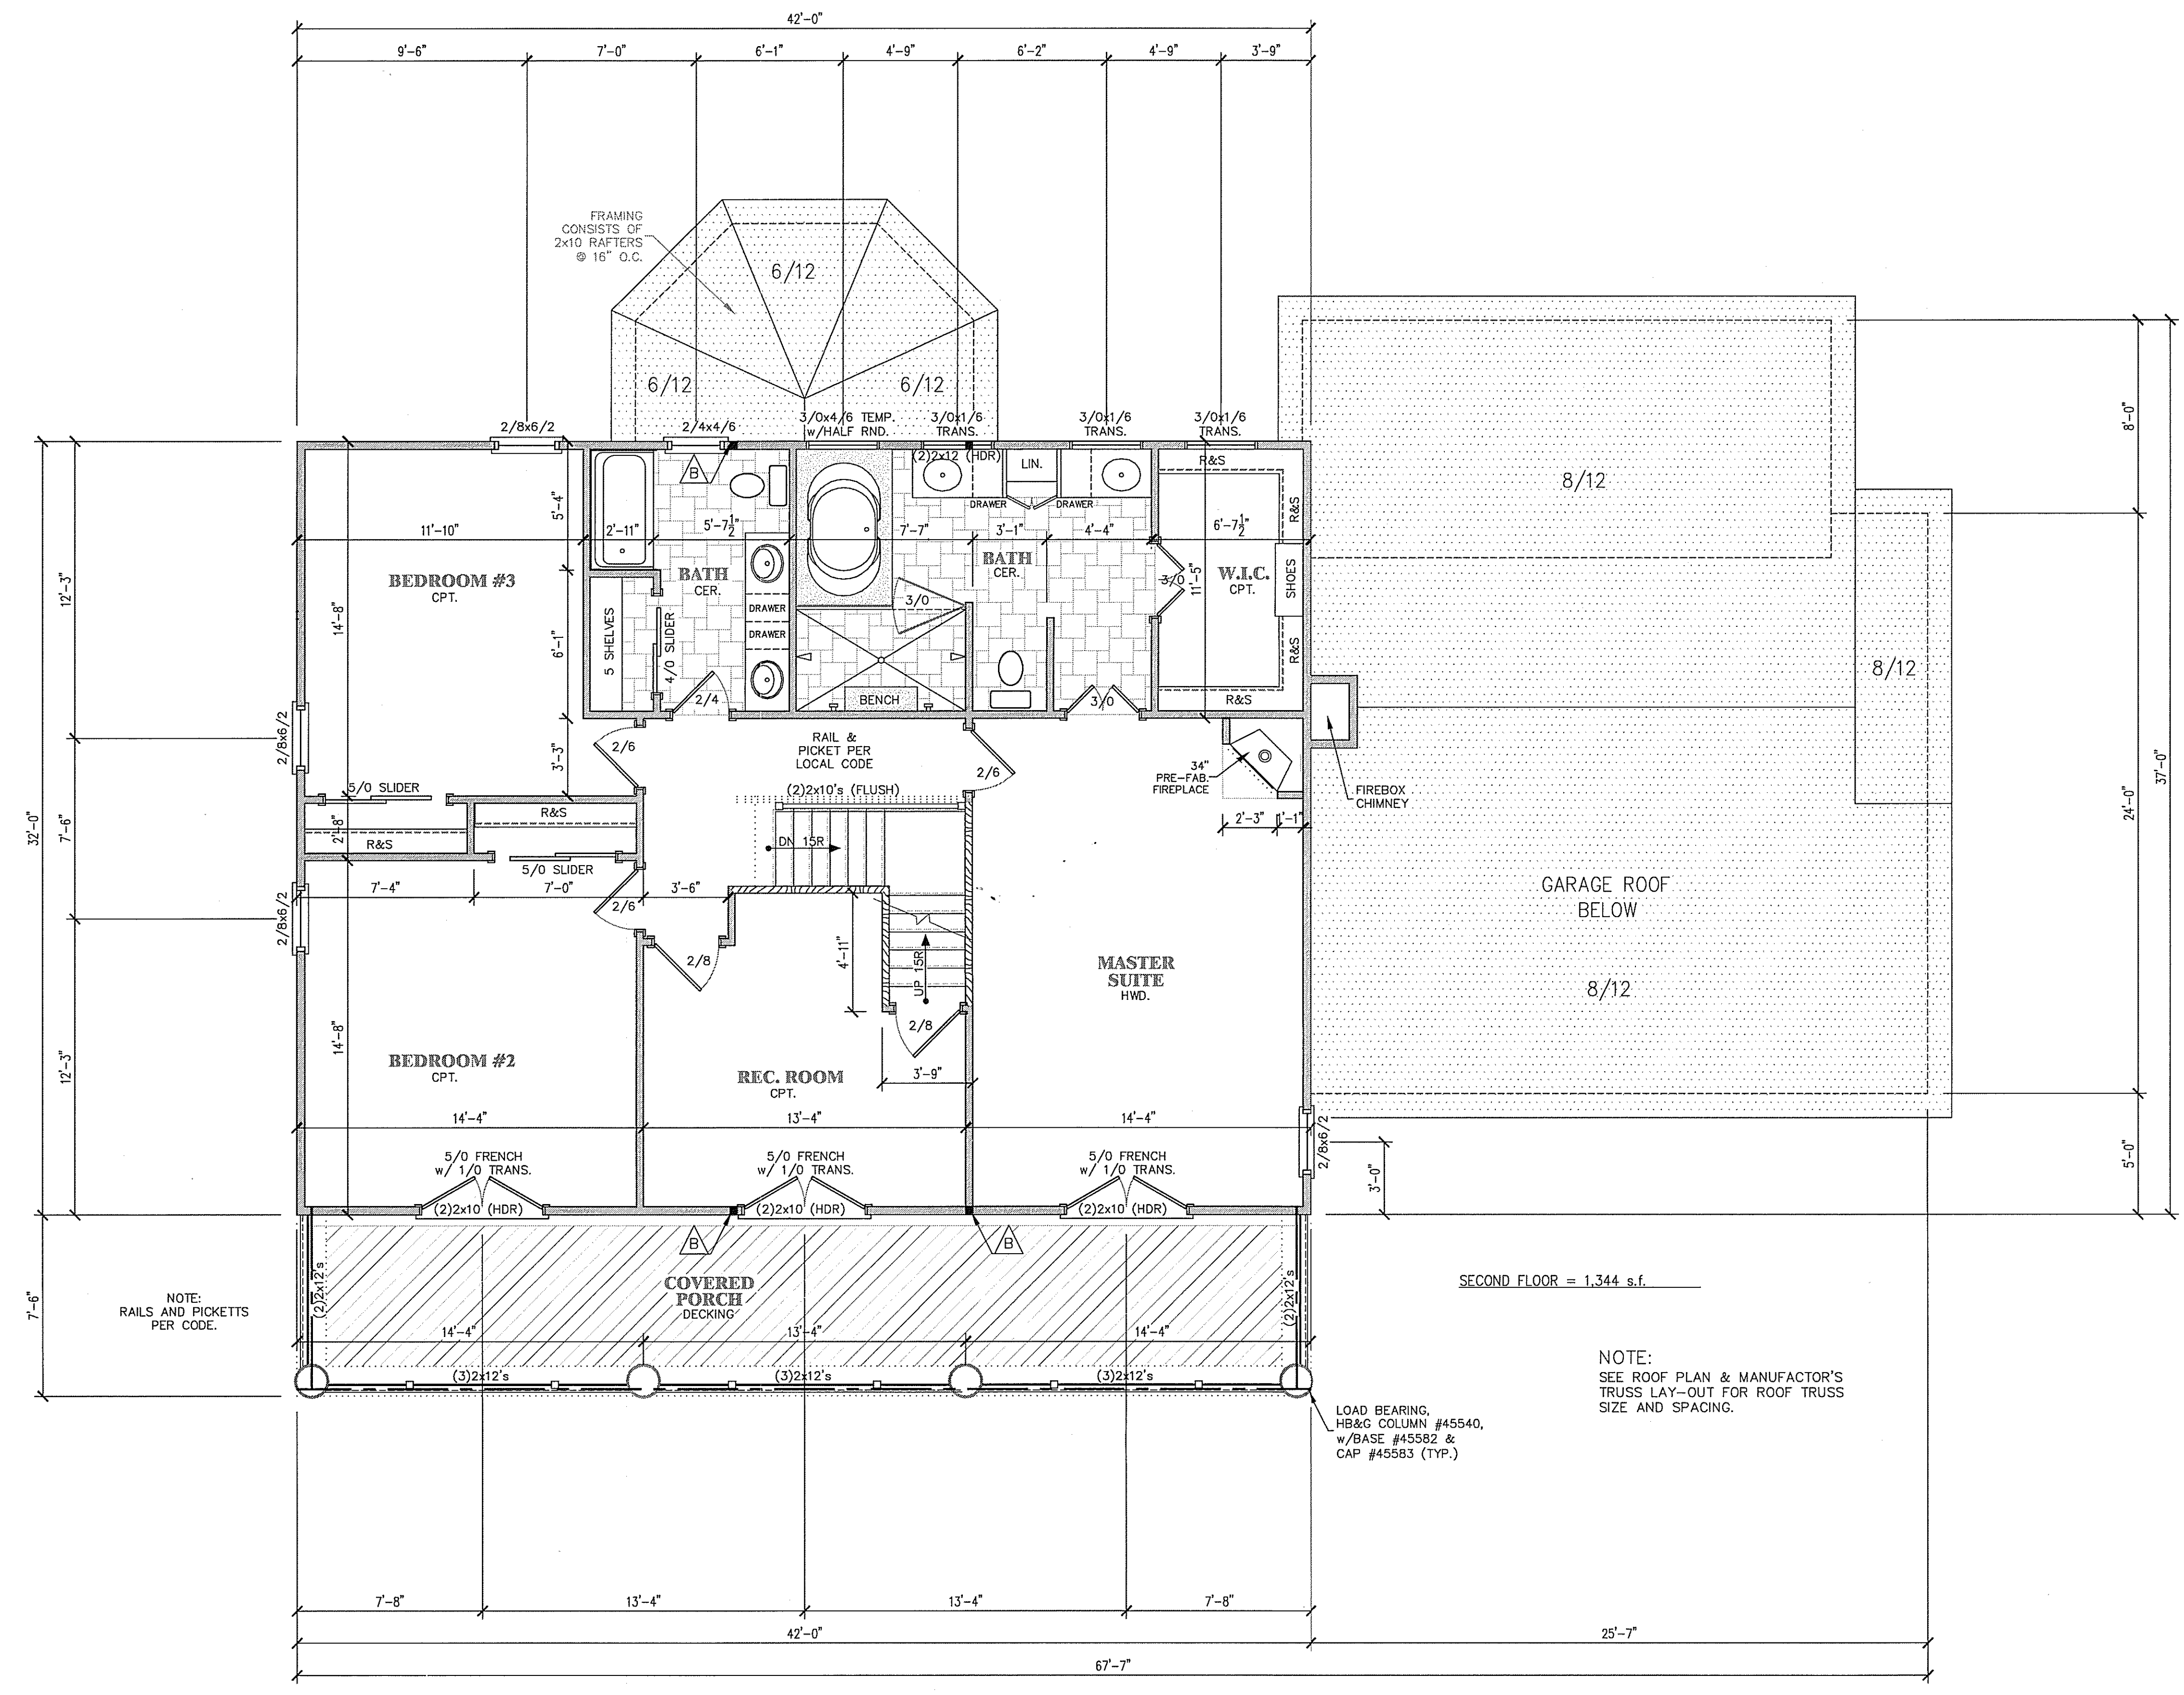 42'-0"
9'-6"
7'-0"
6'-1"
4'-9"
6'-2"
4'-9"
3'-9"
FRAMING
CONSISTS OF
2x10 RAFTERS
@ 16" O.C.
6/12
6/12
6/12
2/8x6/2
2/4x4/6
3/0x4/6 TEMP.
w/HALF RND.
3/0x1/6
TRANS.
3/0x1/6
TRANS.
3/0x1/6
TRANS.
8'-0"
37'-0"
24'-0"
5'-0"
8/12
8/12
GARAGE ROOF
BELOW
8/12
B
(2)2x12 (HDR)
LIN.
R&S
R&S
DRAWER
DRAWER
5'-4"
11'-10"
2'-11"
5'-7½"
7'-7"
3'-1"
4'-4"
6'-7½"
BEDROOM #3
CPT.
BATH
CER.
BATH
CER.
W.I.C.
CPT.
SHOES
3/0
3/0
11'-5"
12'-3"
14'-8"
6'-1"
5 SHELVES
4/0 SLIDER
DRAWER
DRAWER
R&S
R&S
2/4
BENCH
3/0
2/8x6/2
3'-3"
2/6
RAIL &
PICKET PER
LOCAL CODE
2/6
34"
PRE-FAB.
FIREPLACE
FIREBOX
CHIMNEY
5/0 SLIDER
(2)2x10's (FLUSH)
2'-3"
1'-1"
R&S
2'-8"
R&S
DN 15R
32'-0"
7'-6"
5/0 SLIDER
7'-4"
7'-0"
3'-6"
2/8x6/2
2/6
4'-11"
UP 15R
2/8
2/8
MASTER
SUITE
HWD.
12'-3"
14'-8"
BEDROOM #2
CPT.
REC. ROOM
CPT.
3'-9"
14'-4"
13'-4"
14'-4"
2/8x6/2
3'-0"
5/0 FRENCH
w/ 1/0 TRANS.
5/0 FRENCH
w/ 1/0 TRANS.
5/0 FRENCH
w/ 1/0 TRANS.
(2)2x10 (HDR)
(2)2x10 (HDR)
(2)2x10 (HDR)
B
B
7'-6"
NOTE:
RAILS AND PICKETTS
PER CODE.
(2)2x12's
COVERED
PORCH
DECKING
(2)2x12's
SECOND FLOOR = 1,344 s.f.
14'-4"
13'-4"
14'-4"
(3)2x12's
(3)2x12's
(3)2x12's
NOTE:
SEE ROOF PLAN & MANUFACTOR'S
TRUSS LAY-OUT FOR ROOF TRUSS
SIZE AND SPACING.
LOAD BEARING,
HB&G COLUMN #45540,
w/BASE #45582 &
CAP #45583 (TYP.)
7'-8"
13'-4"
13'-4"
7'-8"
42'-0"
25'-7"
67'-7"